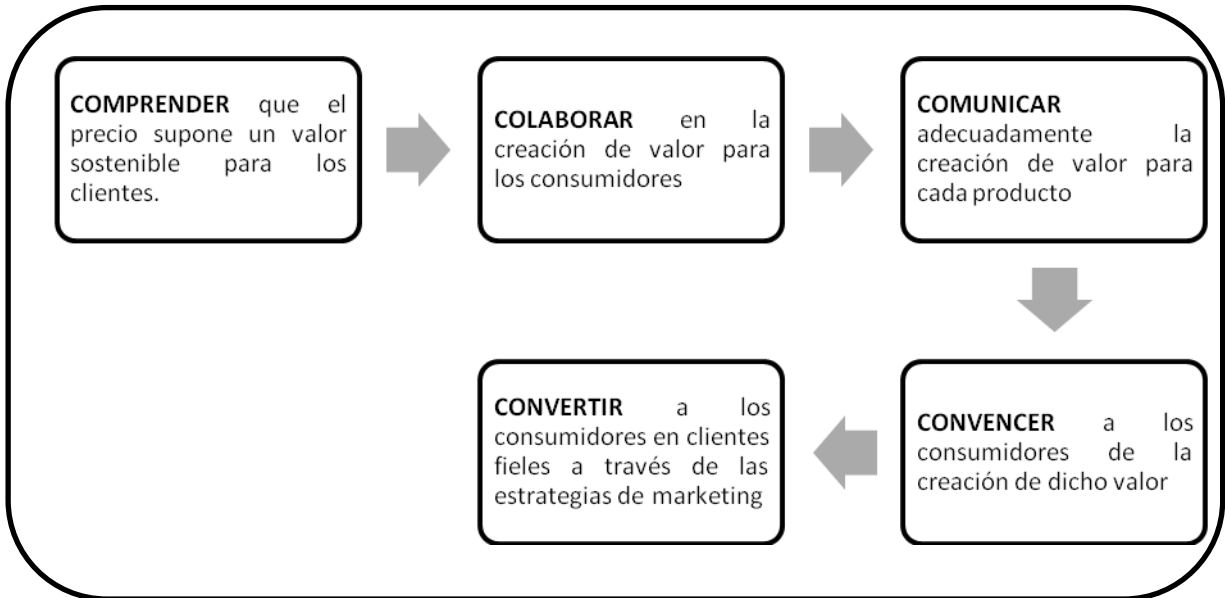 COMPRENDER que el
precio supone un valor
sostenible para los
clientes.
COLABORAR en la
creación de valor para
los consumidores
COMUNICAR
adecuadamente la
creación de valor para
cada producto
CONVENCER a los
consumidores de la
creación de dicho valor
CONVERTIR a los
consumidores en clientes
fieles a través de las
estrategias de marketing